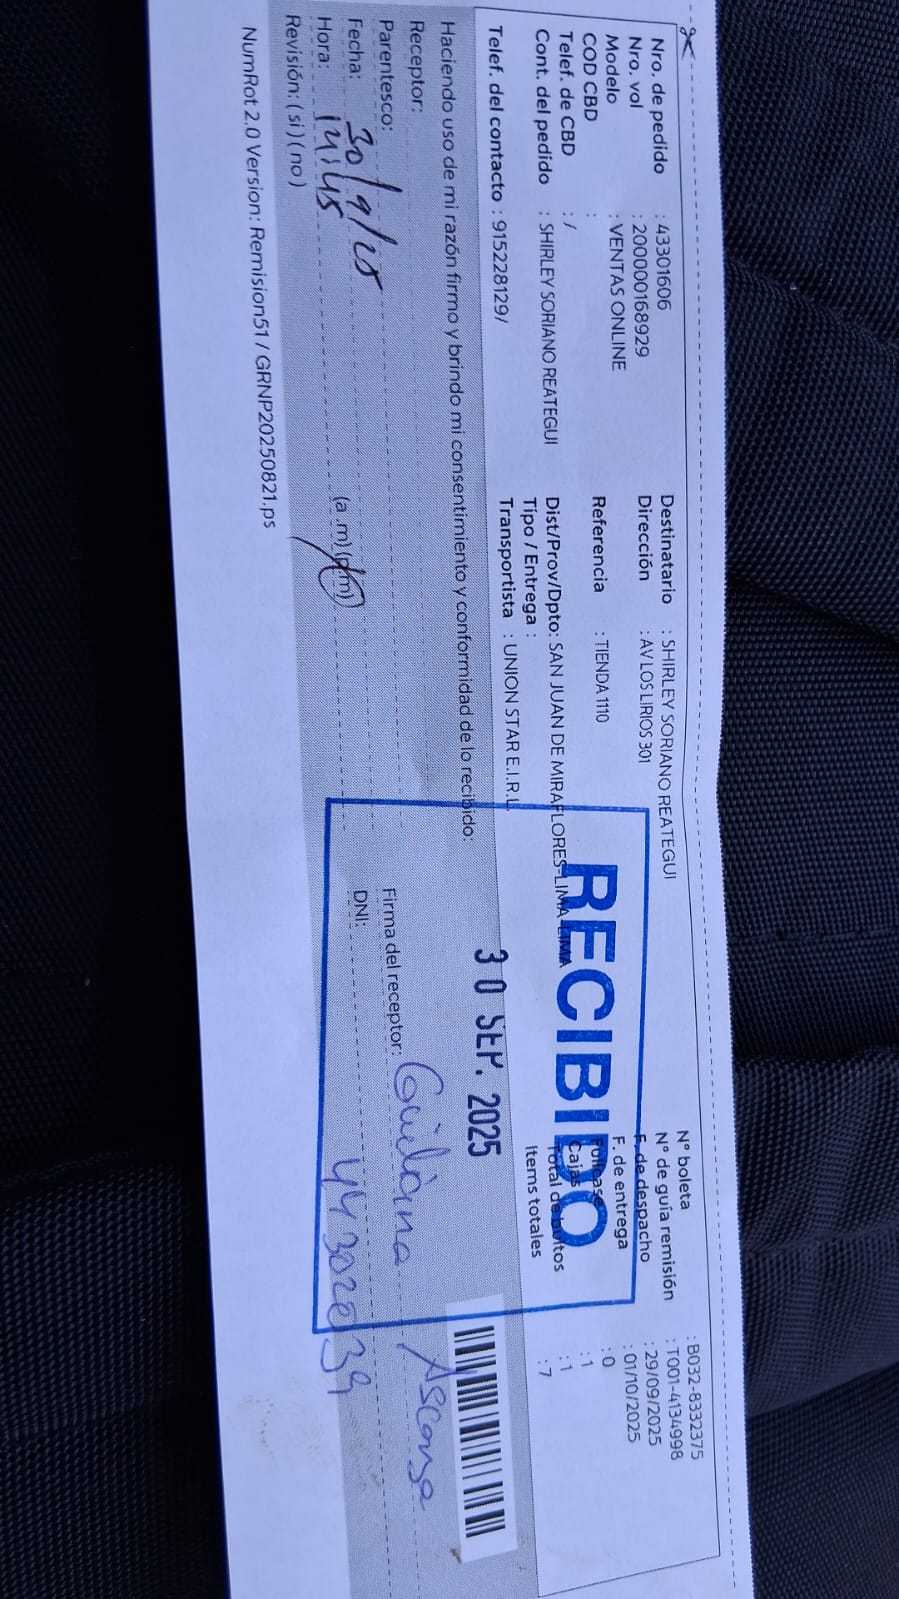 Nro. de pedido : 43301606
Nro. vol : 200000168929
Modelo : VENTAS ONLINE
COD CBD :
Telef. de CBD : /
Cont. del pedido : SHIRLEY SORIANO REATEGUI
Telef. del contacto : 915228129/
Destinatario : SHIRLEY SORIANO REATEGUI
Dirección : AV LOS LIRIOS 301
Referencia : TIENDA 1110
Dist/Prov/Dpto: SAN JUAN DE MIRAFLORES-LIMA-LIMA
Tipo / Entrega :
Transportista : UNION STAR E.I.R.L
N° boleta : B032-8332375
N° de guía remisión : T001-4134998
F. de despacho : 29/09/2025
F. de entrega : 01/10/2025
Fullcase : 0
Cajas : 1
Total de bultos : 1
Items totales : 7
RECIBIDO
30 SEP. 2025
Haciendo uso de mi razón firmo y brindo mi consentimiento y conformidad de lo recibido:
Receptor:
Parentesco:
Fecha: 30/9/25
Hora: 14:45 (a.m) (p.m)
Revisión: ( si ) ( no )
Firma del receptor: Giuliana Ascona
DNI: 44302039
NumRot 2.0 Version: Remision51 / GRNP20250821.ps